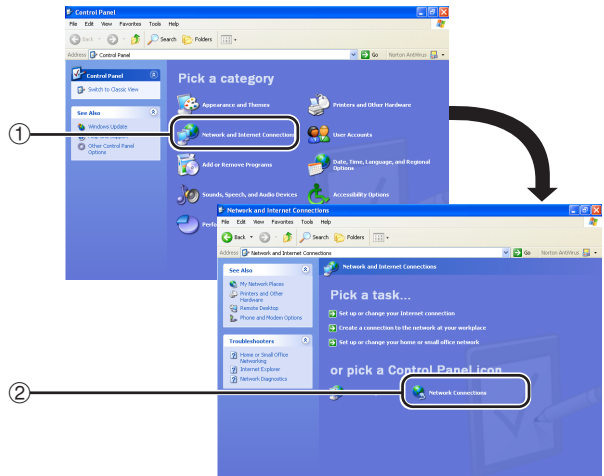 Control Panel
File Edit View Favorites Tools Help
Back Search Folders
Address Control Panel Go Norton AntiVirus
Control Panel
Switch to Classic View
See Also
Windows Update
Help and Support
Other Control Panel
Options
Pick a category
Appearance and Themes
Printers and Other Hardware
Network and Internet Connections
User Accounts
Add or Remove Programs
Date, Time, Language, and Regional
Options
Sounds, Speech, and Audio Devices
Accessibility Options
Perfo
①
Network and Internet Connections
File Edit View Favorites Tools Help
Back Search Folders
Address Network and Internet Connections Go Norton AntiVirus
See Also
My Network Places
Printers and Other
Hardware
Remote Desktop
Phone and Modem Options
Troubleshooters
Home or Small Office
Networking
Internet Explorer
Network Diagnostics
Network and Internet Connections
Pick a task...
Set up or change your Internet connection
Create a connection to the network at your workplace
Set up or change your home or small office network
or pick a Control Panel icon
Network Connections
②